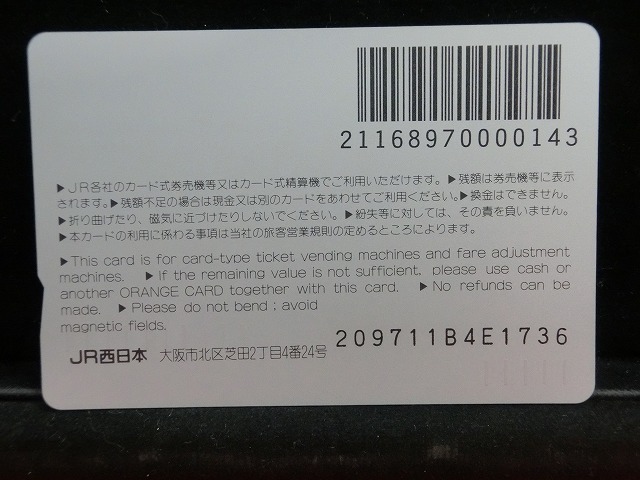 21168970000143
▶JR各社のカード式券売機等又はカード式精算機でご利用いただけます。▶残額は券売機等に表示
されます。▶残額不足の場合は現金又は別のカードをあわせてご利用ください。▶換金はできません。
▶折り曲げたり、磁気に近づけたりしないでください。▶紛失等に対しては、その責を負いません。
▶本カードの利用に係わる事項は当社の旅客営業規則の定めるところによります。
▶This card is for card-type ticket vending machines and fare adjustment
machines. ▶If the remaining value is not sufficient. please use cash or
another ORANGE CARD together with this card. ▶No refunds can be
made. ▶Please do not bend; avoid
magnetic fields.
209711B4E1736
JR西日本 大阪市北区芝田2丁目4番24号